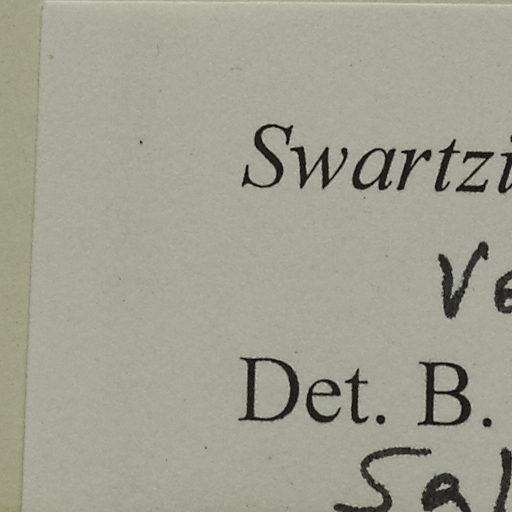 Swartzi
Ve
Det. B.
Sal